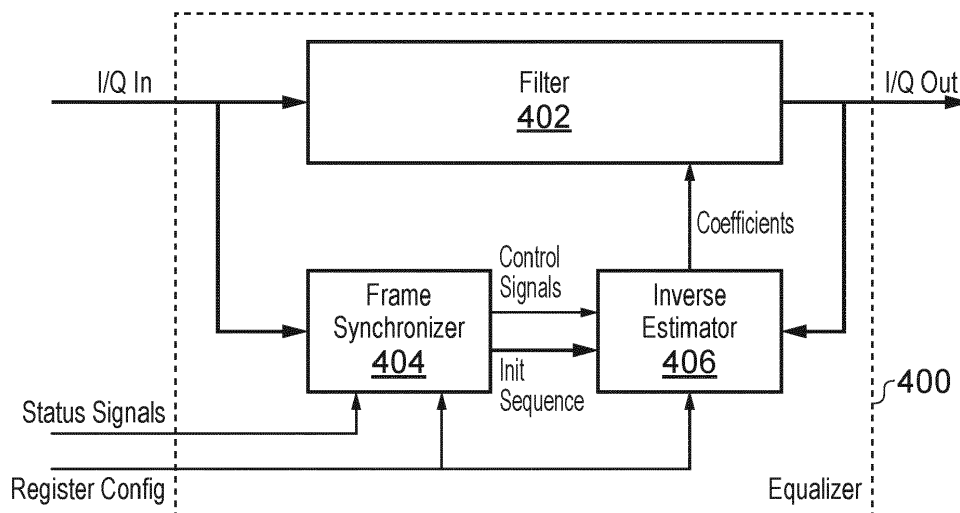 I/Q In
Filter
402
I/Q Out
Coefficients
Control
Signals
Frame
Synchronizer
404
Init
Sequence
Inverse
Estimator
406
400
Status Signals
Register Config
Equalizer